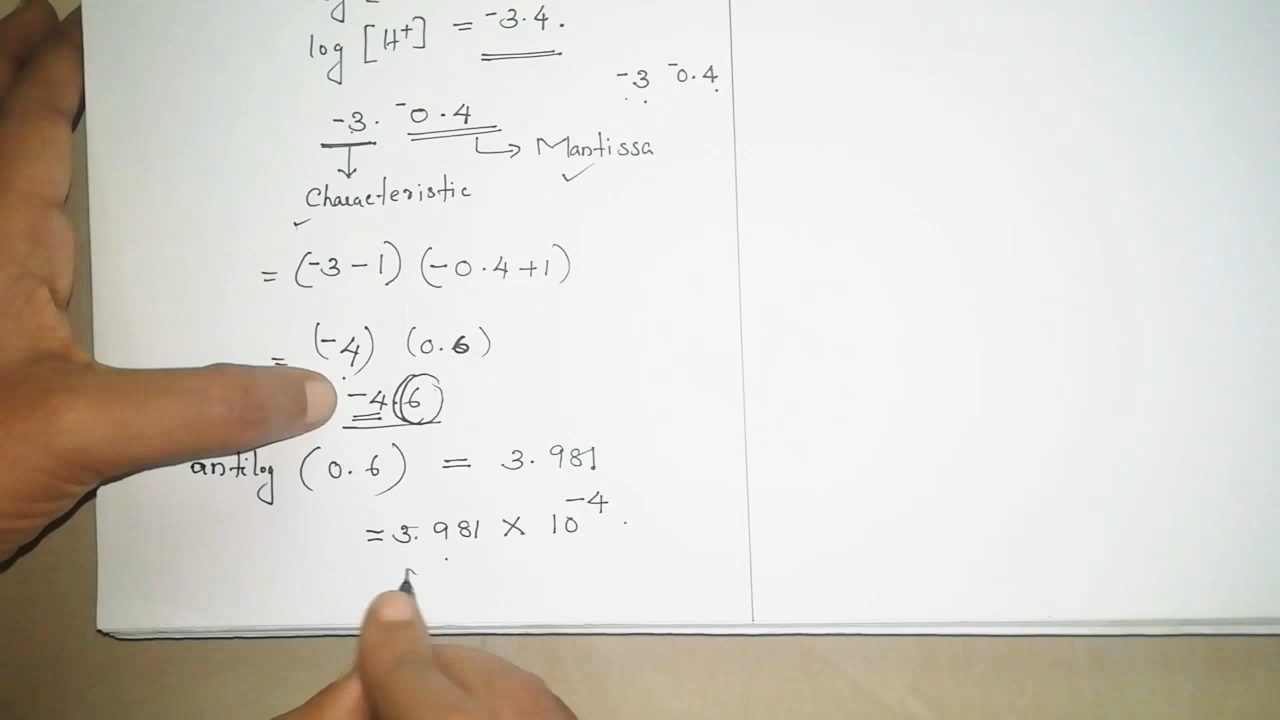 log [H⁺] = -3.4.
-3 -0.4
-3. -0.4
Mantissa
Characteristic
= (-3-1) (-0.4+1)
= (-4) (0.6)
-4.6
antilog (0.6) = 3.981
= 3.981 × 10⁻⁴.